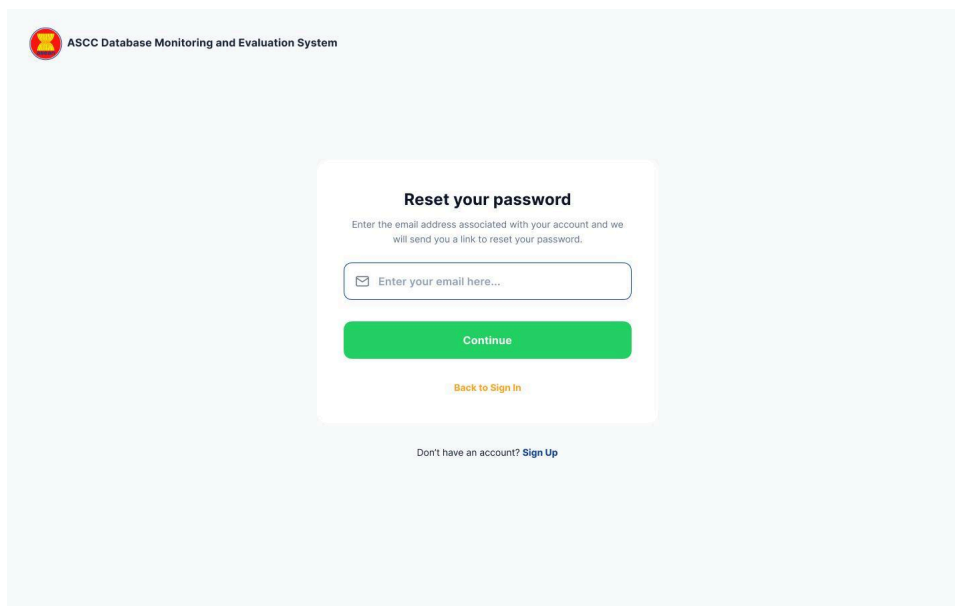 ASCC Database Monitoring and Evaluation System
Reset your password
Enter the email address associated with your account and we
will send you a link to reset your password.
Enter your email here...
Continue
Back to Sign In
Don't have an account? Sign Up